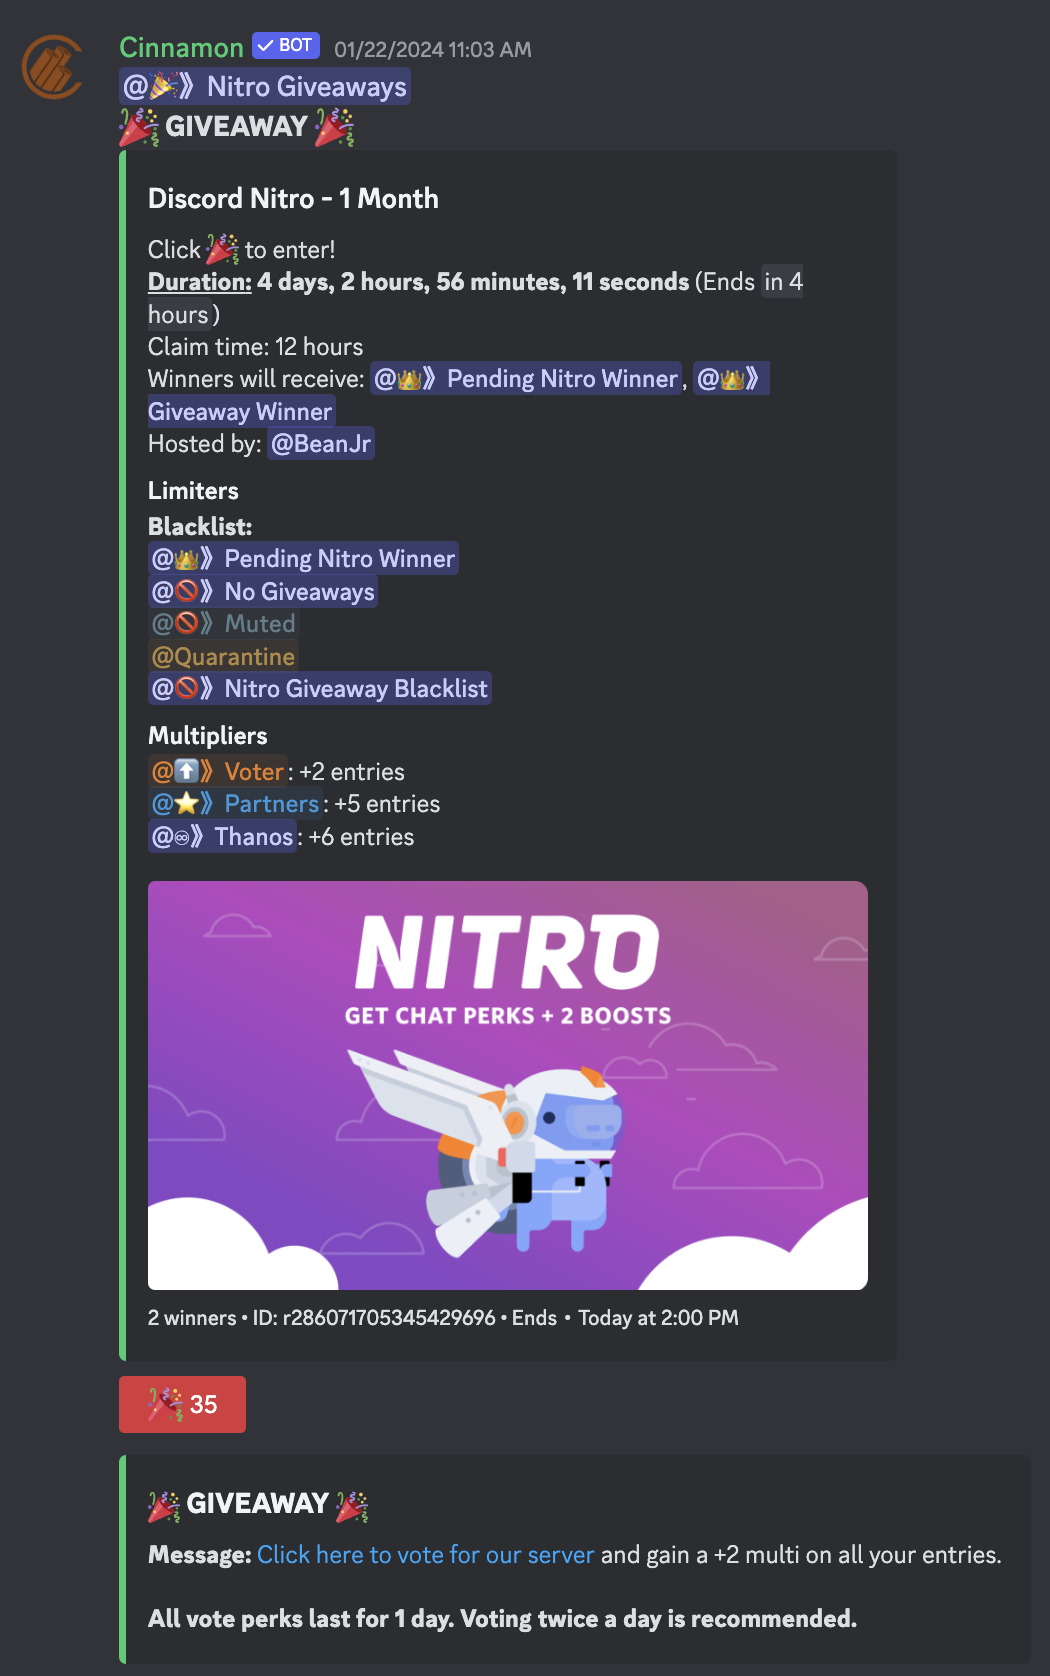 Cinnamon BOT 01/22/2024 11:03 AM
@🎉》 Nitro Giveaways
🎉 GIVEAWAY 🎉
Discord Nitro - 1 Month
Click 🎉 to enter!
Duration: 4 days, 2 hours, 56 minutes, 11 seconds (Ends in 4
hours)
Claim time: 12 hours
Winners will receive: @👑》 Pending Nitro Winner, @👑》
Giveaway Winner
Hosted by: @BeanJr
Limiters
Blacklist:
@👑》 Pending Nitro Winner
@🚫》 No Giveaways
@🚫》 Muted
@Quarantine
@🚫》 Nitro Giveaway Blacklist
Multipliers
@⬆️》 Voter: +2 entries
@⭐》 Partners: +5 entries
@♾》 Thanos: +6 entries
NITRO
GET CHAT PERKS + 2 BOOSTS
2 winners • ID: r286071705345429696 • Ends • Today at 2:00 PM
🎉 35
🎉 GIVEAWAY 🎉
Message: Click here to vote for our server and gain a +2 multi on all your entries.
All vote perks last for 1 day. Voting twice a day is recommended.